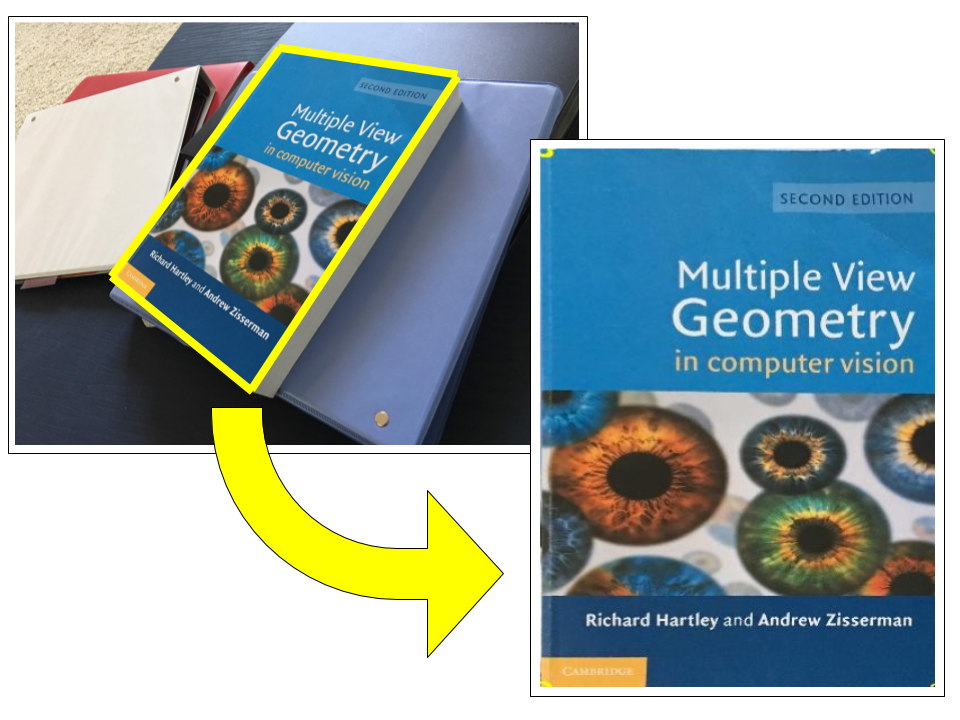 SECOND EDITION
Multiple View
Geometry
in computer vision
Richard Hartley and Andrew Zisserman
Cambridge
SECOND EDITION
Multiple View
Geometry
in computer vision
Richard Hartley and Andrew Zisserman
CAMBRIDGE